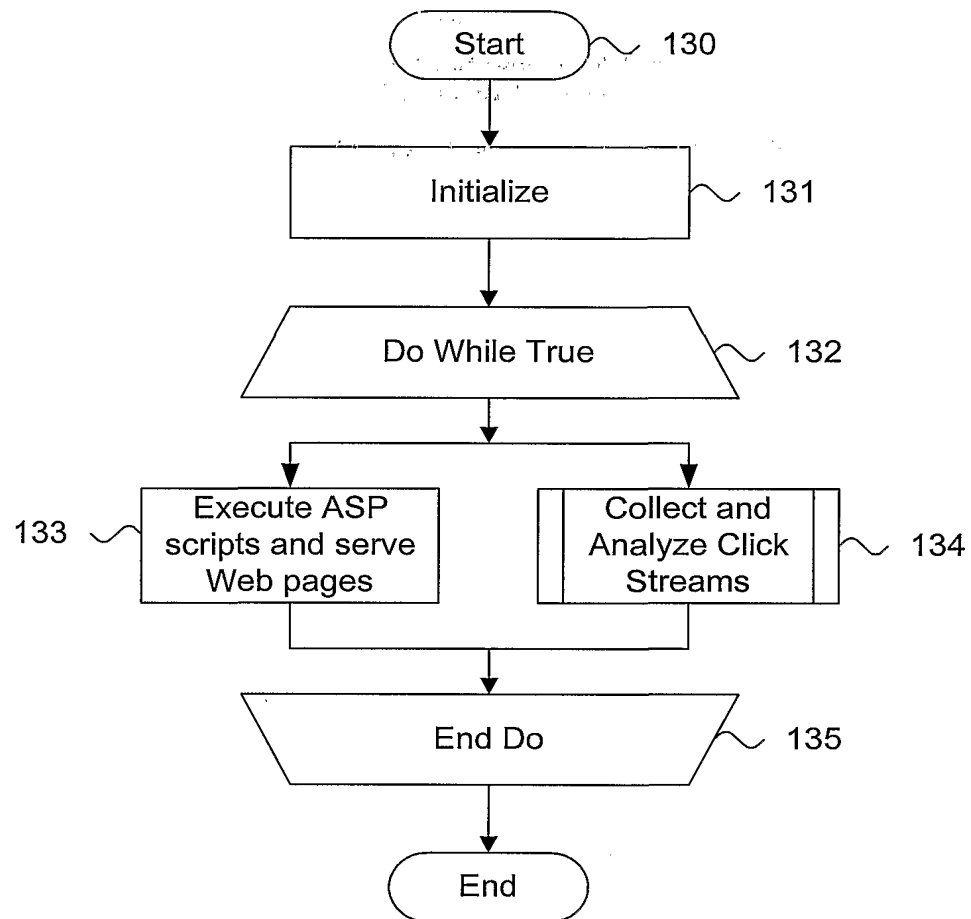 Start
130
Initialize
131
Do While True
132
133
Execute ASP
scripts and serve
Web pages
Collect and
Analyze Click
Streams
134
End Do
135
End